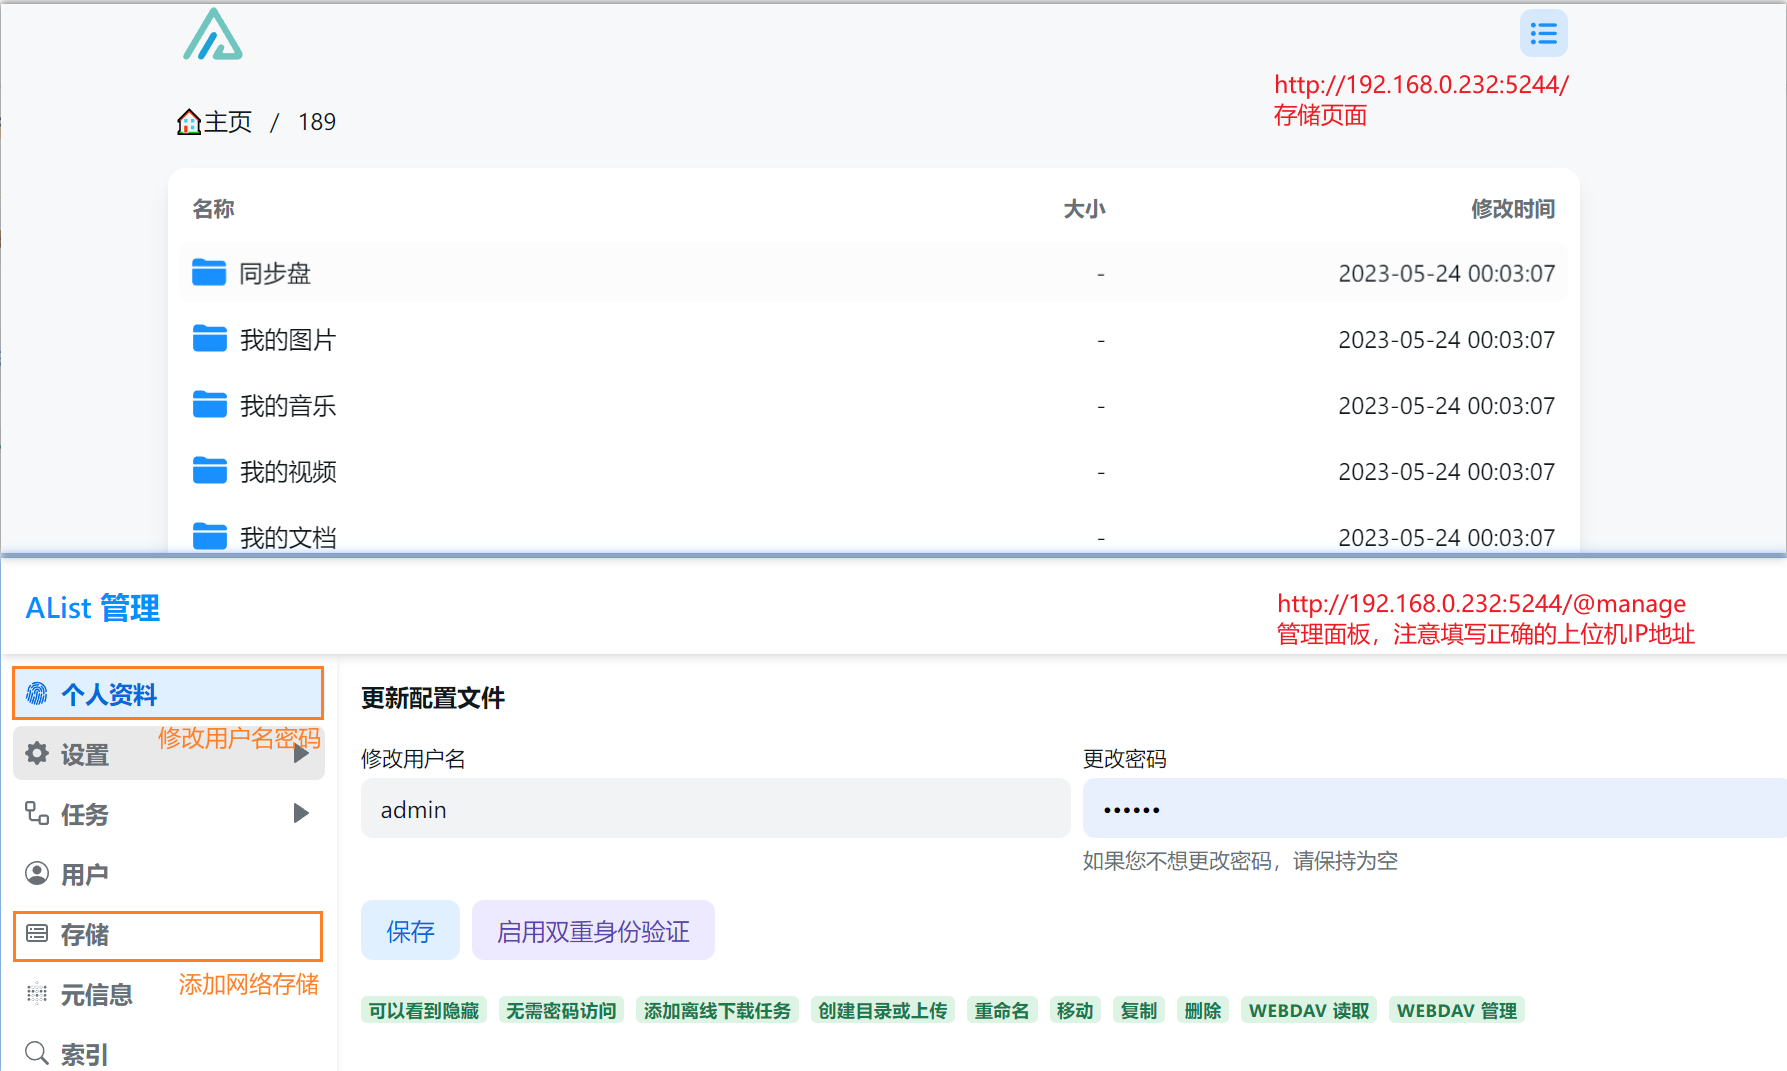 http://192.168.0.232:5244/
存储页面
主页 / 189
名称 大小 修改时间
同步盘 - 2023-05-24 00:03:07
我的图片 - 2023-05-24 00:03:07
我的音乐 - 2023-05-24 00:03:07
我的视频 - 2023-05-24 00:03:07
我的文档 - 2023-05-24 00:03:07
AList 管理
http://192.168.0.232:5244/@manage
管理面板，注意填写正确的上位机IP地址
个人资料
修改用户名密码
设置
任务
用户
存储
添加网络存储
元信息
索引
更新配置文件
修改用户名 更改密码
admin ••••••
如果您不想更改密码，请保持为空
保存 启用双重身份验证
可以看到隐藏 无需密码访问 添加离线下载任务 创建目录或上传 重命名 移动 复制 删除 WEBDAV 读取 WEBDAV 管理